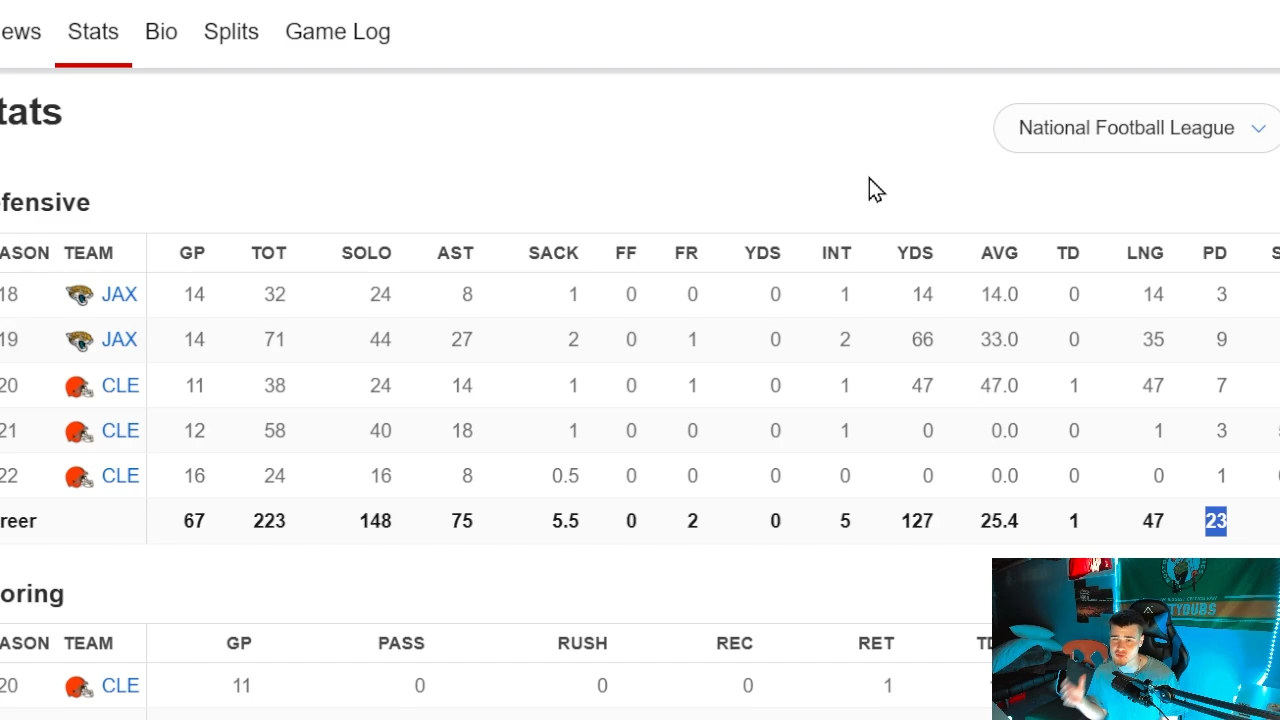 ews Stats Bio Splits Game Log
tats
National Football League
fensive
ASON TEAM GP TOT SOLO AST SACK FF FR YDS INT YDS AVG TD LNG PD S
18 JAX 14 32 24 8 1 0 0 0 1 14 14.0 0 14 3
19 JAX 14 71 44 27 2 0 1 0 2 66 33.0 0 35 9
20 CLE 11 38 24 14 1 0 1 0 1 47 47.0 1 47 7
21 CLE 12 58 40 18 1 0 0 0 1 0 0.0 0 1 3
22 CLE 16 24 16 8 0.5 0 0 0 0 0 0.0 0 0 1
reer 67 223 148 75 5.5 0 2 0 5 127 25.4 1 47 23
oring
ASON TEAM GP PASS RUSH REC RET TD
20 CLE 11 0 0 0 1
TYDUBS